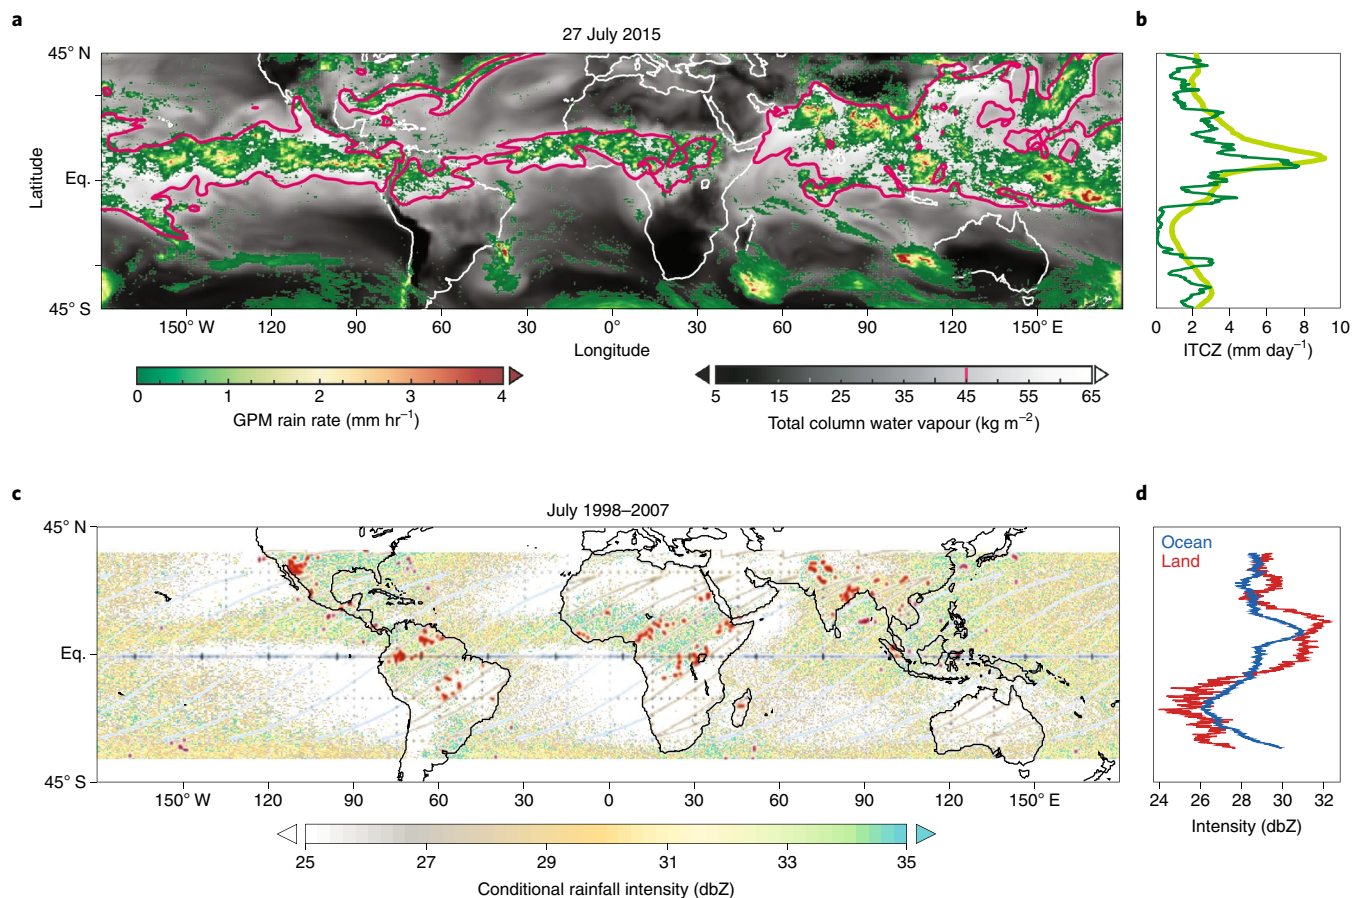 a
27 July 2015
45° N
Eq.
45° S
Latitude
150° W 120 90 60 30 0° 30 60 90 120 150° E
Longitude
0 1 2 3 4
GPM rain rate (mm hr⁻¹)
5 15 25 35 45 55 65
Total column water vapour (kg m⁻²)
b
0 2 4 6 8 10
ITCZ (mm day⁻¹)
c
July 1998–2007
45° N
Eq.
45° S
150° W 120 90 60 30 0 30 60 90 120 150° E
25 27 29 31 33 35
Conditional rainfall intensity (dbZ)
d
Ocean
Land
24 26 28 30 32
Intensity (dbZ)